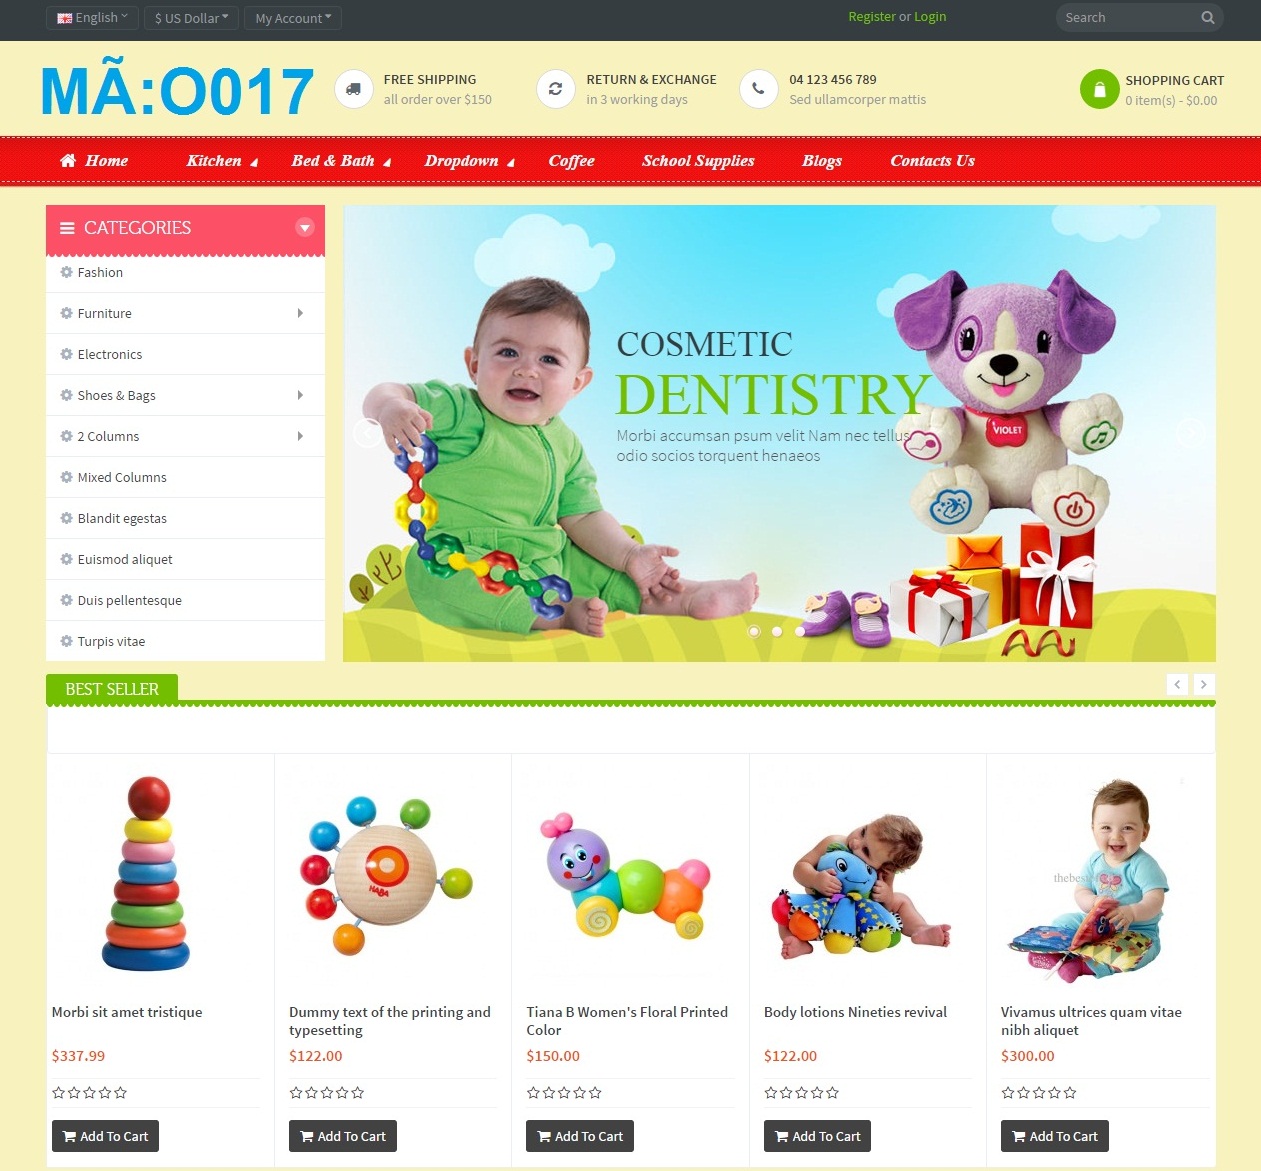 English
$ US Dollar
My Account
Register or Login
Search
MÃ:O017
FREE SHIPPING
all order over $150
RETURN & EXCHANGE
in 3 working days
04 123 456 789
Sed ullamcorper mattis
SHOPPING CART
0 item(s) - $0.00
Home
Kitchen
Bed & Bath
Dropdown
Coffee
School Supplies
Blogs
Contacts Us
CATEGORIES
Fashion
Furniture
Electronics
Shoes & Bags
2 Columns
Mixed Columns
Blandit egestas
Euismod aliquet
Duis pellentesque
Turpis vitae
COSMETIC
DENTISTRY
Morbi accumsan psum velit Nam nec tellus
odio socios torquent henaeos
VIOLET
BEST SELLER
HABA
Morbi sit amet tristique
$337.99
Add To Cart
Dummy text of the printing and
typesetting
$122.00
Add To Cart
Tiana B Women's Floral Printed
Color
$150.00
Add To Cart
Body lotions Nineties revival
$122.00
Add To Cart
Vivamus ultrices quam vitae
nibh aliquet
$300.00
Add To Cart